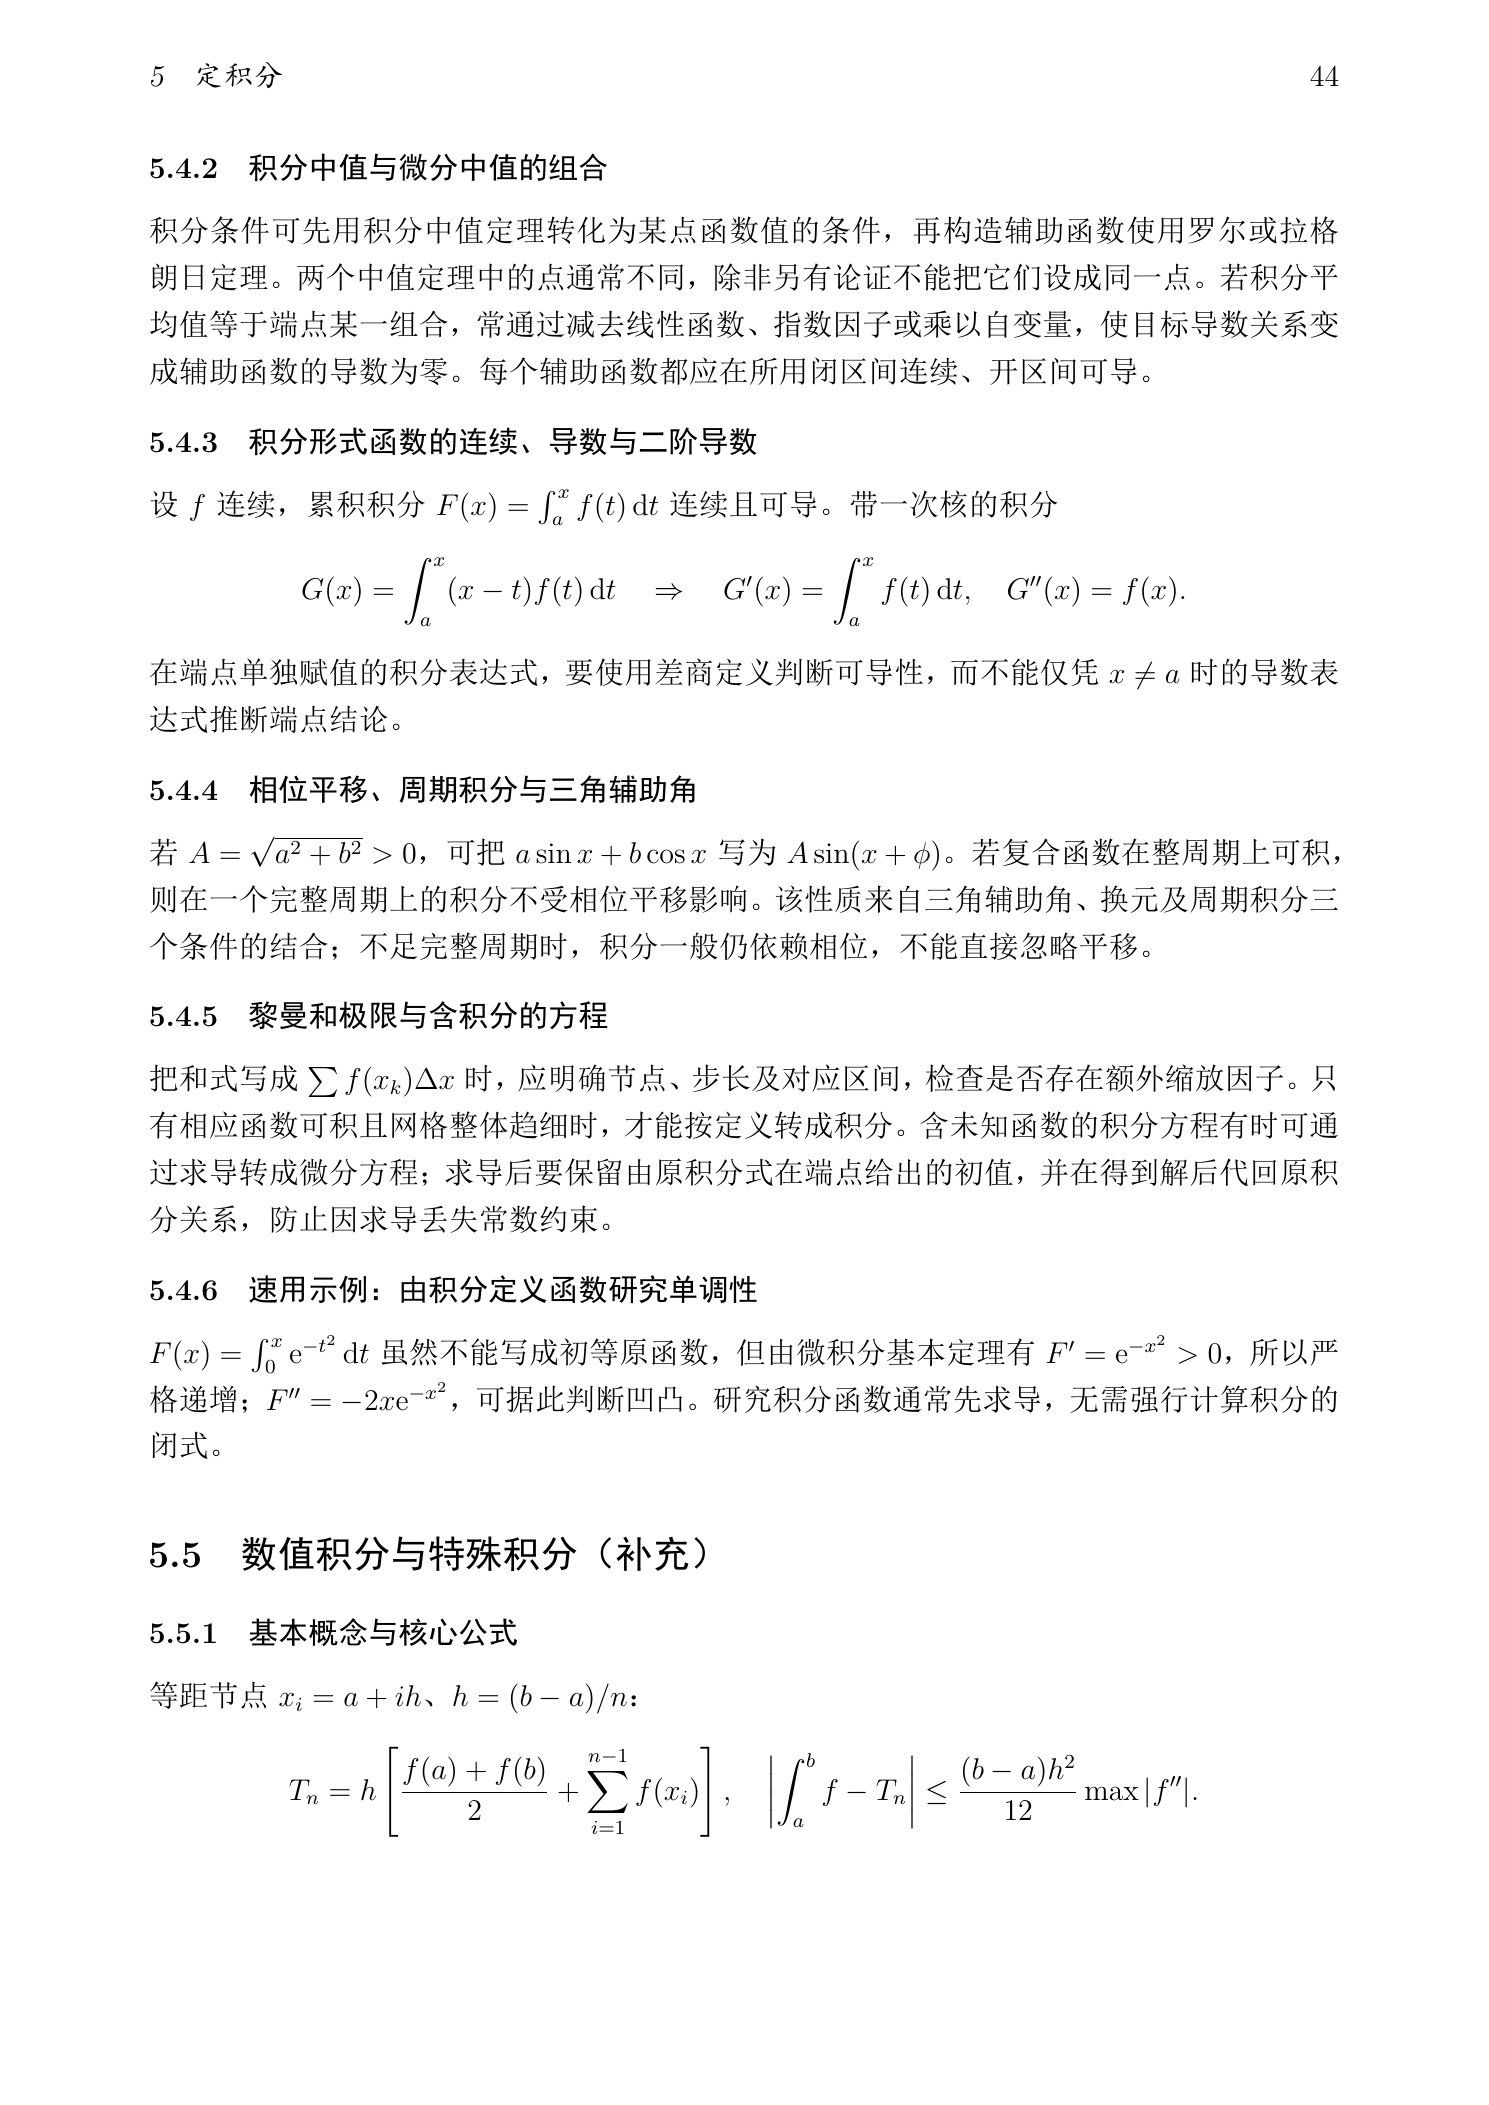 5 定积分 44
5.4.2 积分中值与微分中值的组合
积分条件可先用积分中值定理转化为某点函数值的条件，再构造辅助函数使用罗尔或拉格
朗日定理。两个中值定理中的点通常不同，除非另有论证不能把它们设成同一点。若积分平
均值等于端点某一组合，常通过减去线性函数、指数因子或乘以自变量，使目标导数关系变
成辅助函数的导数为零。每个辅助函数都应在所用闭区间连续、开区间可导。
5.4.3 积分形式函数的连续、导数与二阶导数
设 f 连续，累积积分 F(x) = ∫_a^x f(t) dt 连续且可导。带一次核的积分
G(x) = ∫_a^x (x − t)f(t) dt ⇒ G′(x) = ∫_a^x f(t) dt, G″(x) = f(x).
在端点单独赋值的积分表达式，要使用差商定义判断可导性，而不能仅凭 x ≠ a 时的导数表
达式推断端点结论。
5.4.4 相位平移、周期积分与三角辅助角
若 A = √(a² + b²) > 0，可把 a sin x + b cos x 写为 A sin(x + ϕ)。若复合函数在整周期上可积，
则在一个完整周期上的积分不受相位平移影响。该性质来自三角辅助角、换元及周期积分三
个条件的结合；不足完整周期时，积分一般仍依赖相位，不能直接忽略平移。
5.4.5 黎曼和极限与含积分的方程
把和式写成 ∑ f(x_k)Δx 时，应明确节点、步长及对应区间，检查是否存在额外缩放因子。只
有相应函数可积且网格整体趋细时，才能按定义转成积分。含未知函数的积分方程有时可通
过求导转成微分方程；求导后要保留由原积分式在端点给出的初值，并在得到解后代回原积
分关系，防止因求导丢失常数约束。
5.4.6 速用示例：由积分定义函数研究单调性
F(x) = ∫_0^x e^{−t²} dt 虽然不能写成初等原函数，但由微积分基本定理有 F′ = e^{−x²} > 0，所以严
格递增；F″ = −2xe^{−x²}，可据此判断凹凸。研究积分函数通常先求导，无需强行计算积分的
闭式。
5.5 数值积分与特殊积分（补充）
5.5.1 基本概念与核心公式
等距节点 x_i = a + ih、h = (b − a)/n：
T_n = h [ (f(a) + f(b))/2 + ∑_{i=1}^{n−1} f(x_i) ], | ∫_a^b f − T_n | ≤ (b − a)h²/12 max |f″|.